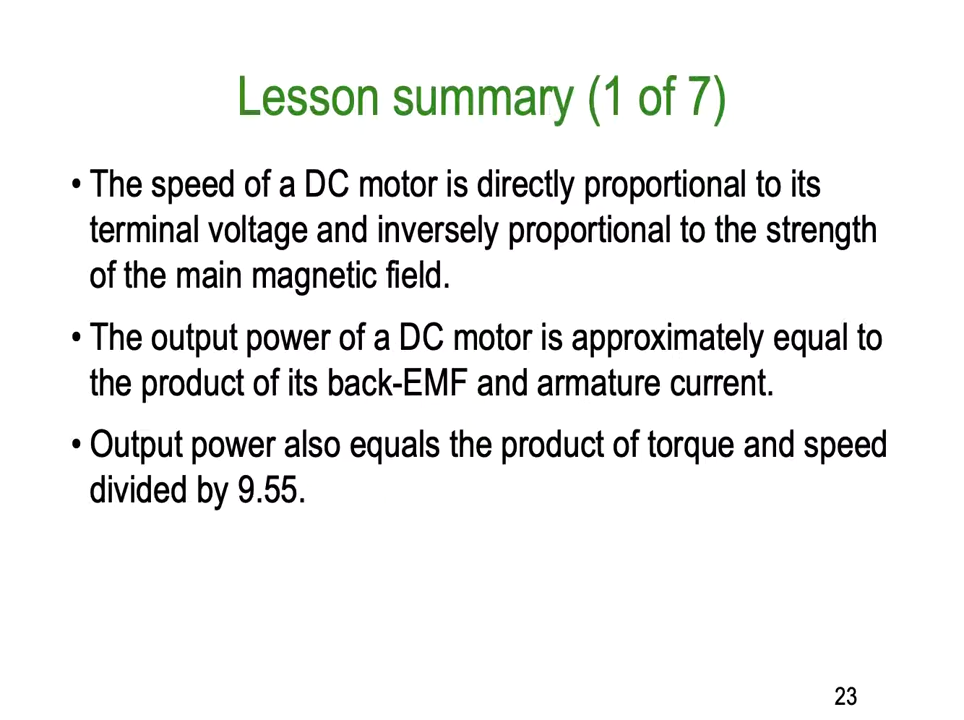 Lesson summary (1 of 7)
• The speed of a DC motor is directly proportional to its
terminal voltage and inversely proportional to the strength
of the main magnetic field.
• The output power of a DC motor is approximately equal to
the product of its back-EMF and armature current.
• Output power also equals the product of torque and speed
divided by 9.55.
23